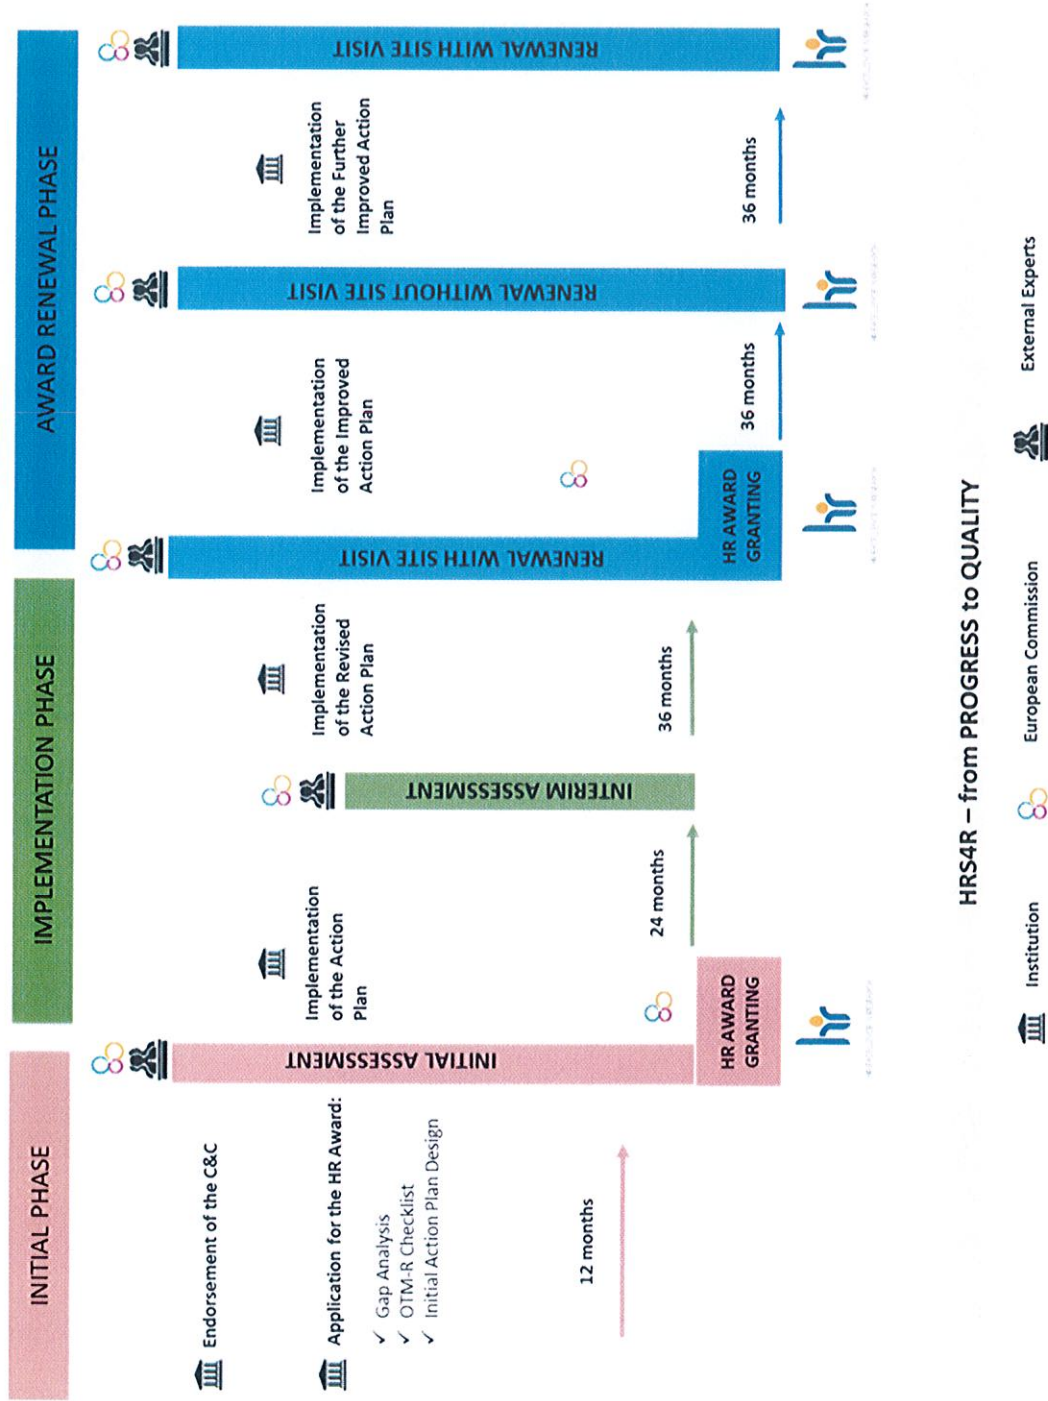 INITIAL PHASE
IMPLEMENTATION PHASE
AWARD RENEWAL PHASE
Endorsement of the C&C
Application for the HR Award:
✓ Gap Analysis
✓ OTM-R Checklist
✓ Initial Action Plan Design
12 months
INITIAL ASSESSMENT
HR AWARD
GRANTING
hr
Implementation
of the Action
Plan
24 months
INTERIM ASSESSMENT
Implementation
of the Revised
Action Plan
36 months
RENEWAL WITH SITE VISIT
HR AWARD
GRANTING
hr
Implementation
of the Improved
Action Plan
36 months
RENEWAL WITHOUT SITE VISIT
hr
Implementation
of the Further
Improved Action
Plan
36 months
RENEWAL WITH SITE VISIT
hr
HRS4R – from PROGRESS to QUALITY
Institution
European Commission
External Experts